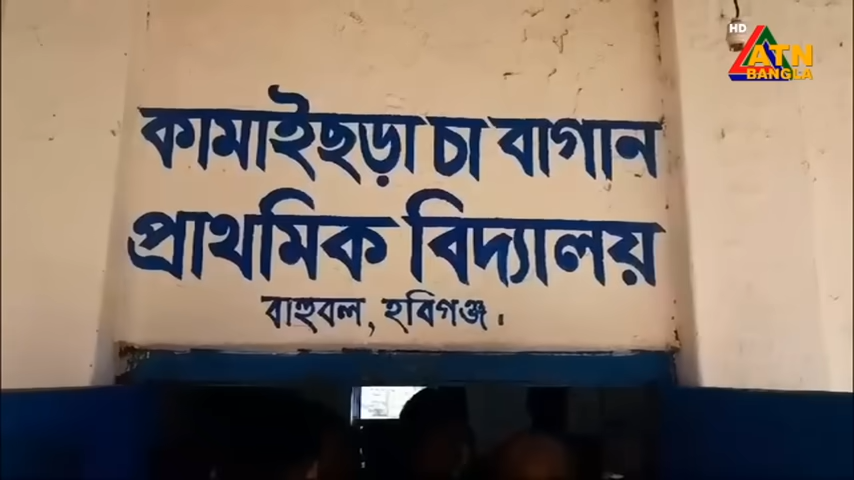 HD
ATN
BANGLA
কামাইছড়া চা বাগান
প্রাথমিক বিদ্যালয়
বাহুবল, হবিগঞ্জ.